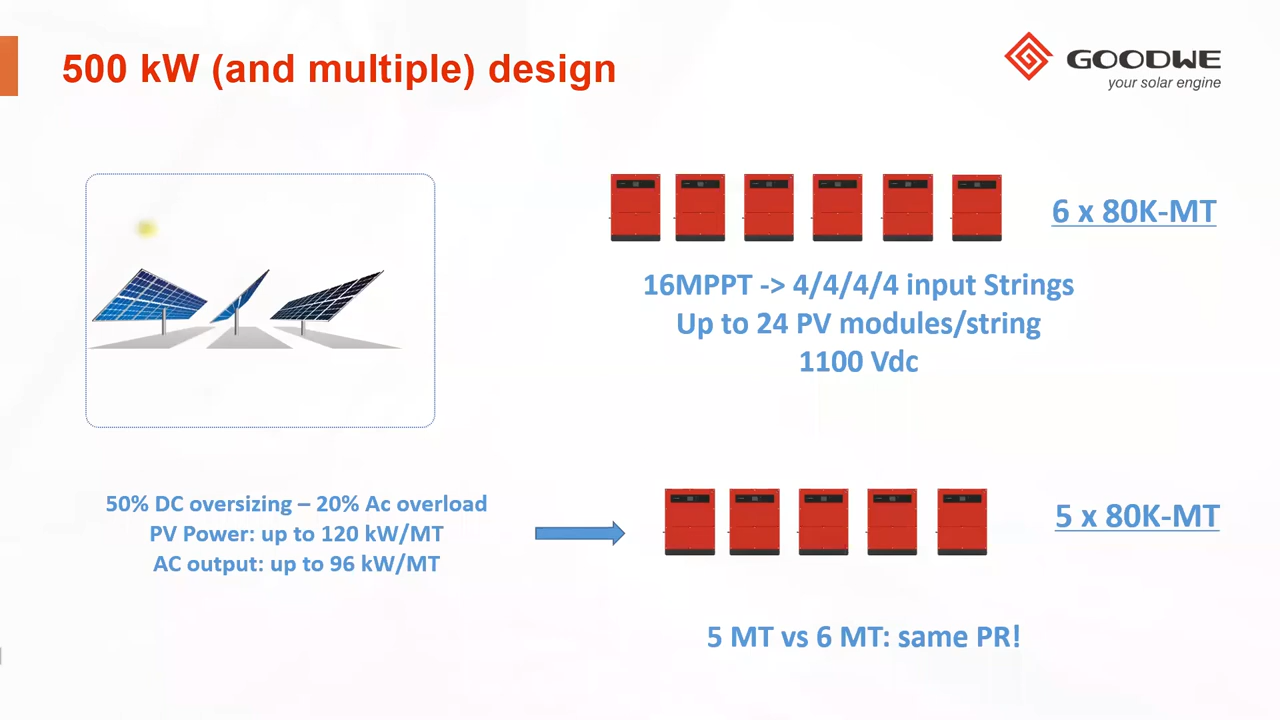 500 kW (and multiple) design
GOODWE
your solar engine
6 x 80K-MT
16MPPT -> 4/4/4/4 input Strings
Up to 24 PV modules/string
1100 Vdc
50% DC oversizing – 20% Ac overload
PV Power: up to 120 kW/MT
AC output: up to 96 kW/MT
5 x 80K-MT
5 MT vs 6 MT: same PR!